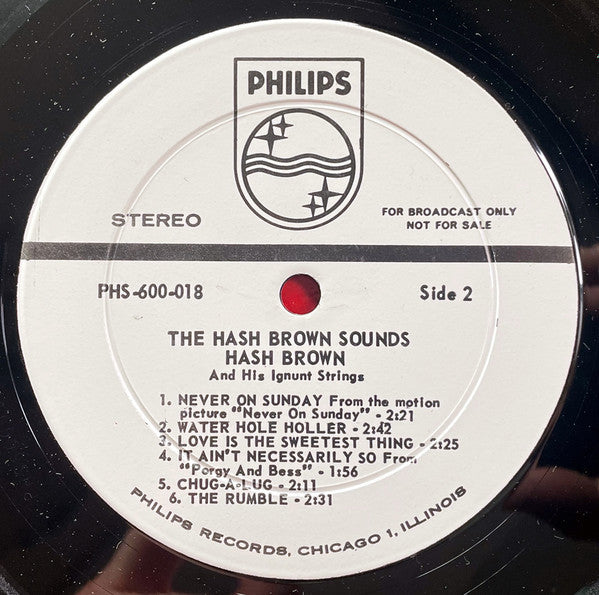 PHILIPS
STEREO
FOR BROADCAST ONLY
NOT FOR SALE
PHS-600-018
Side 2
THE HASH BROWN SOUNDS
HASH BROWN
And His Ignunt Strings
1. NEVER ON SUNDAY From the motion
picture "Never On Sunday" - 2:21
2. WATER HOLE HOLLER - 2:42
3. LOVE IS THE SWEETEST THING - 2:25
4. IT AIN'T NECESSARILY SO From
"Porgy And Bess" - 1:56
5. CHUG-A-LUG - 2:11
6. THE RUMBLE - 2:31
PHILIPS RECORDS, CHICAGO 1, ILLINOIS